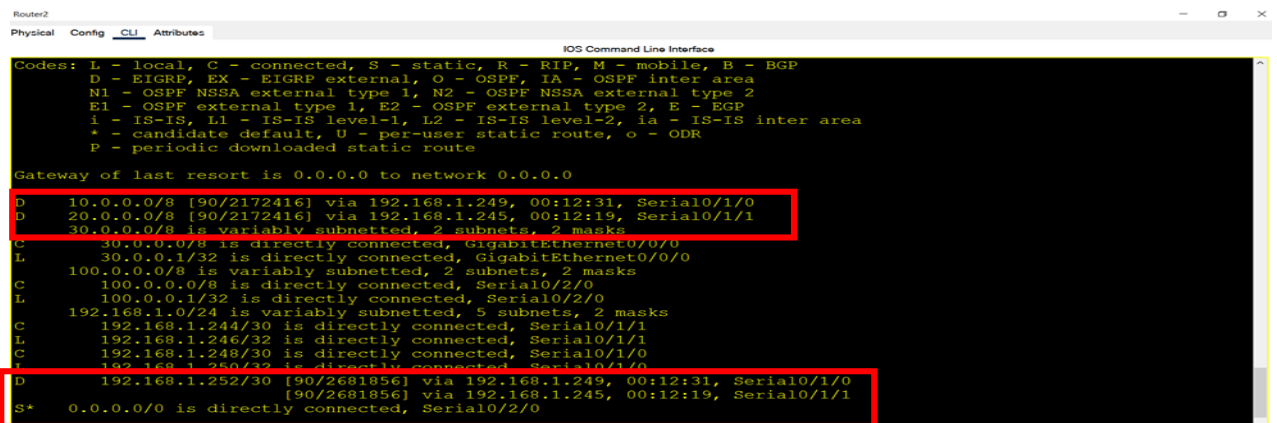 Router2
Physical Config CLI Attributes
IOS Command Line Interface
Codes: L - local, C - connected, S - static, R - RIP, M - mobile, B - BGP
D - EIGRP, EX - EIGRP external, O - OSPF, IA - OSPF inter area
N1 - OSPF NSSA external type 1, N2 - OSPF NSSA external type 2
E1 - OSPF external type 1, E2 - OSPF external type 2, E - EGP
i - IS-IS, L1 - IS-IS level-1, L2 - IS-IS level-2, ia - IS-IS inter area
* - candidate default, U - per-user static route, o - ODR
P - periodic downloaded static route
Gateway of last resort is 0.0.0.0 to network 0.0.0.0
D 10.0.0.0/8 [90/2172416] via 192.168.1.249, 00:12:31, Serial0/1/0
D 20.0.0.0/8 [90/2172416] via 192.168.1.245, 00:12:19, Serial0/1/1
30.0.0.0/8 is variably subnetted, 2 subnets, 2 masks
C 30.0.0.0/8 is directly connected, GigabitEthernet0/0/0
L 30.0.0.1/32 is directly connected, GigabitEthernet0/0/0
100.0.0.0/8 is variably subnetted, 2 subnets, 2 masks
C 100.0.0.0/8 is directly connected, Serial0/2/0
L 100.0.0.1/32 is directly connected, Serial0/2/0
192.168.1.0/24 is variably subnetted, 5 subnets, 2 masks
C 192.168.1.244/30 is directly connected, Serial0/1/1
L 192.168.1.246/32 is directly connected, Serial0/1/1
C 192.168.1.248/30 is directly connected, Serial0/1/0
L 192.168.1.250/32 is directly connected, Serial0/1/0
D 192.168.1.252/30 [90/2681856] via 192.168.1.249, 00:12:31, Serial0/1/0
[90/2681856] via 192.168.1.245, 00:12:19, Serial0/1/1
S* 0.0.0.0/0 is directly connected, Serial0/2/0